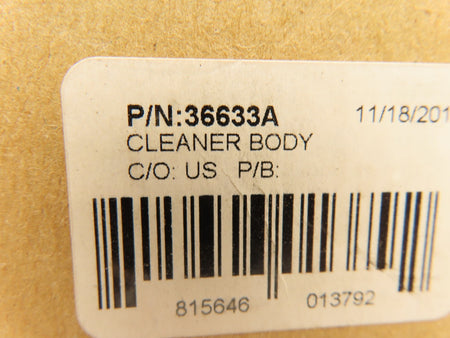 P/N:36633A 11/18/201
CLEANER BODY
C/O: US P/B:
815646 013792